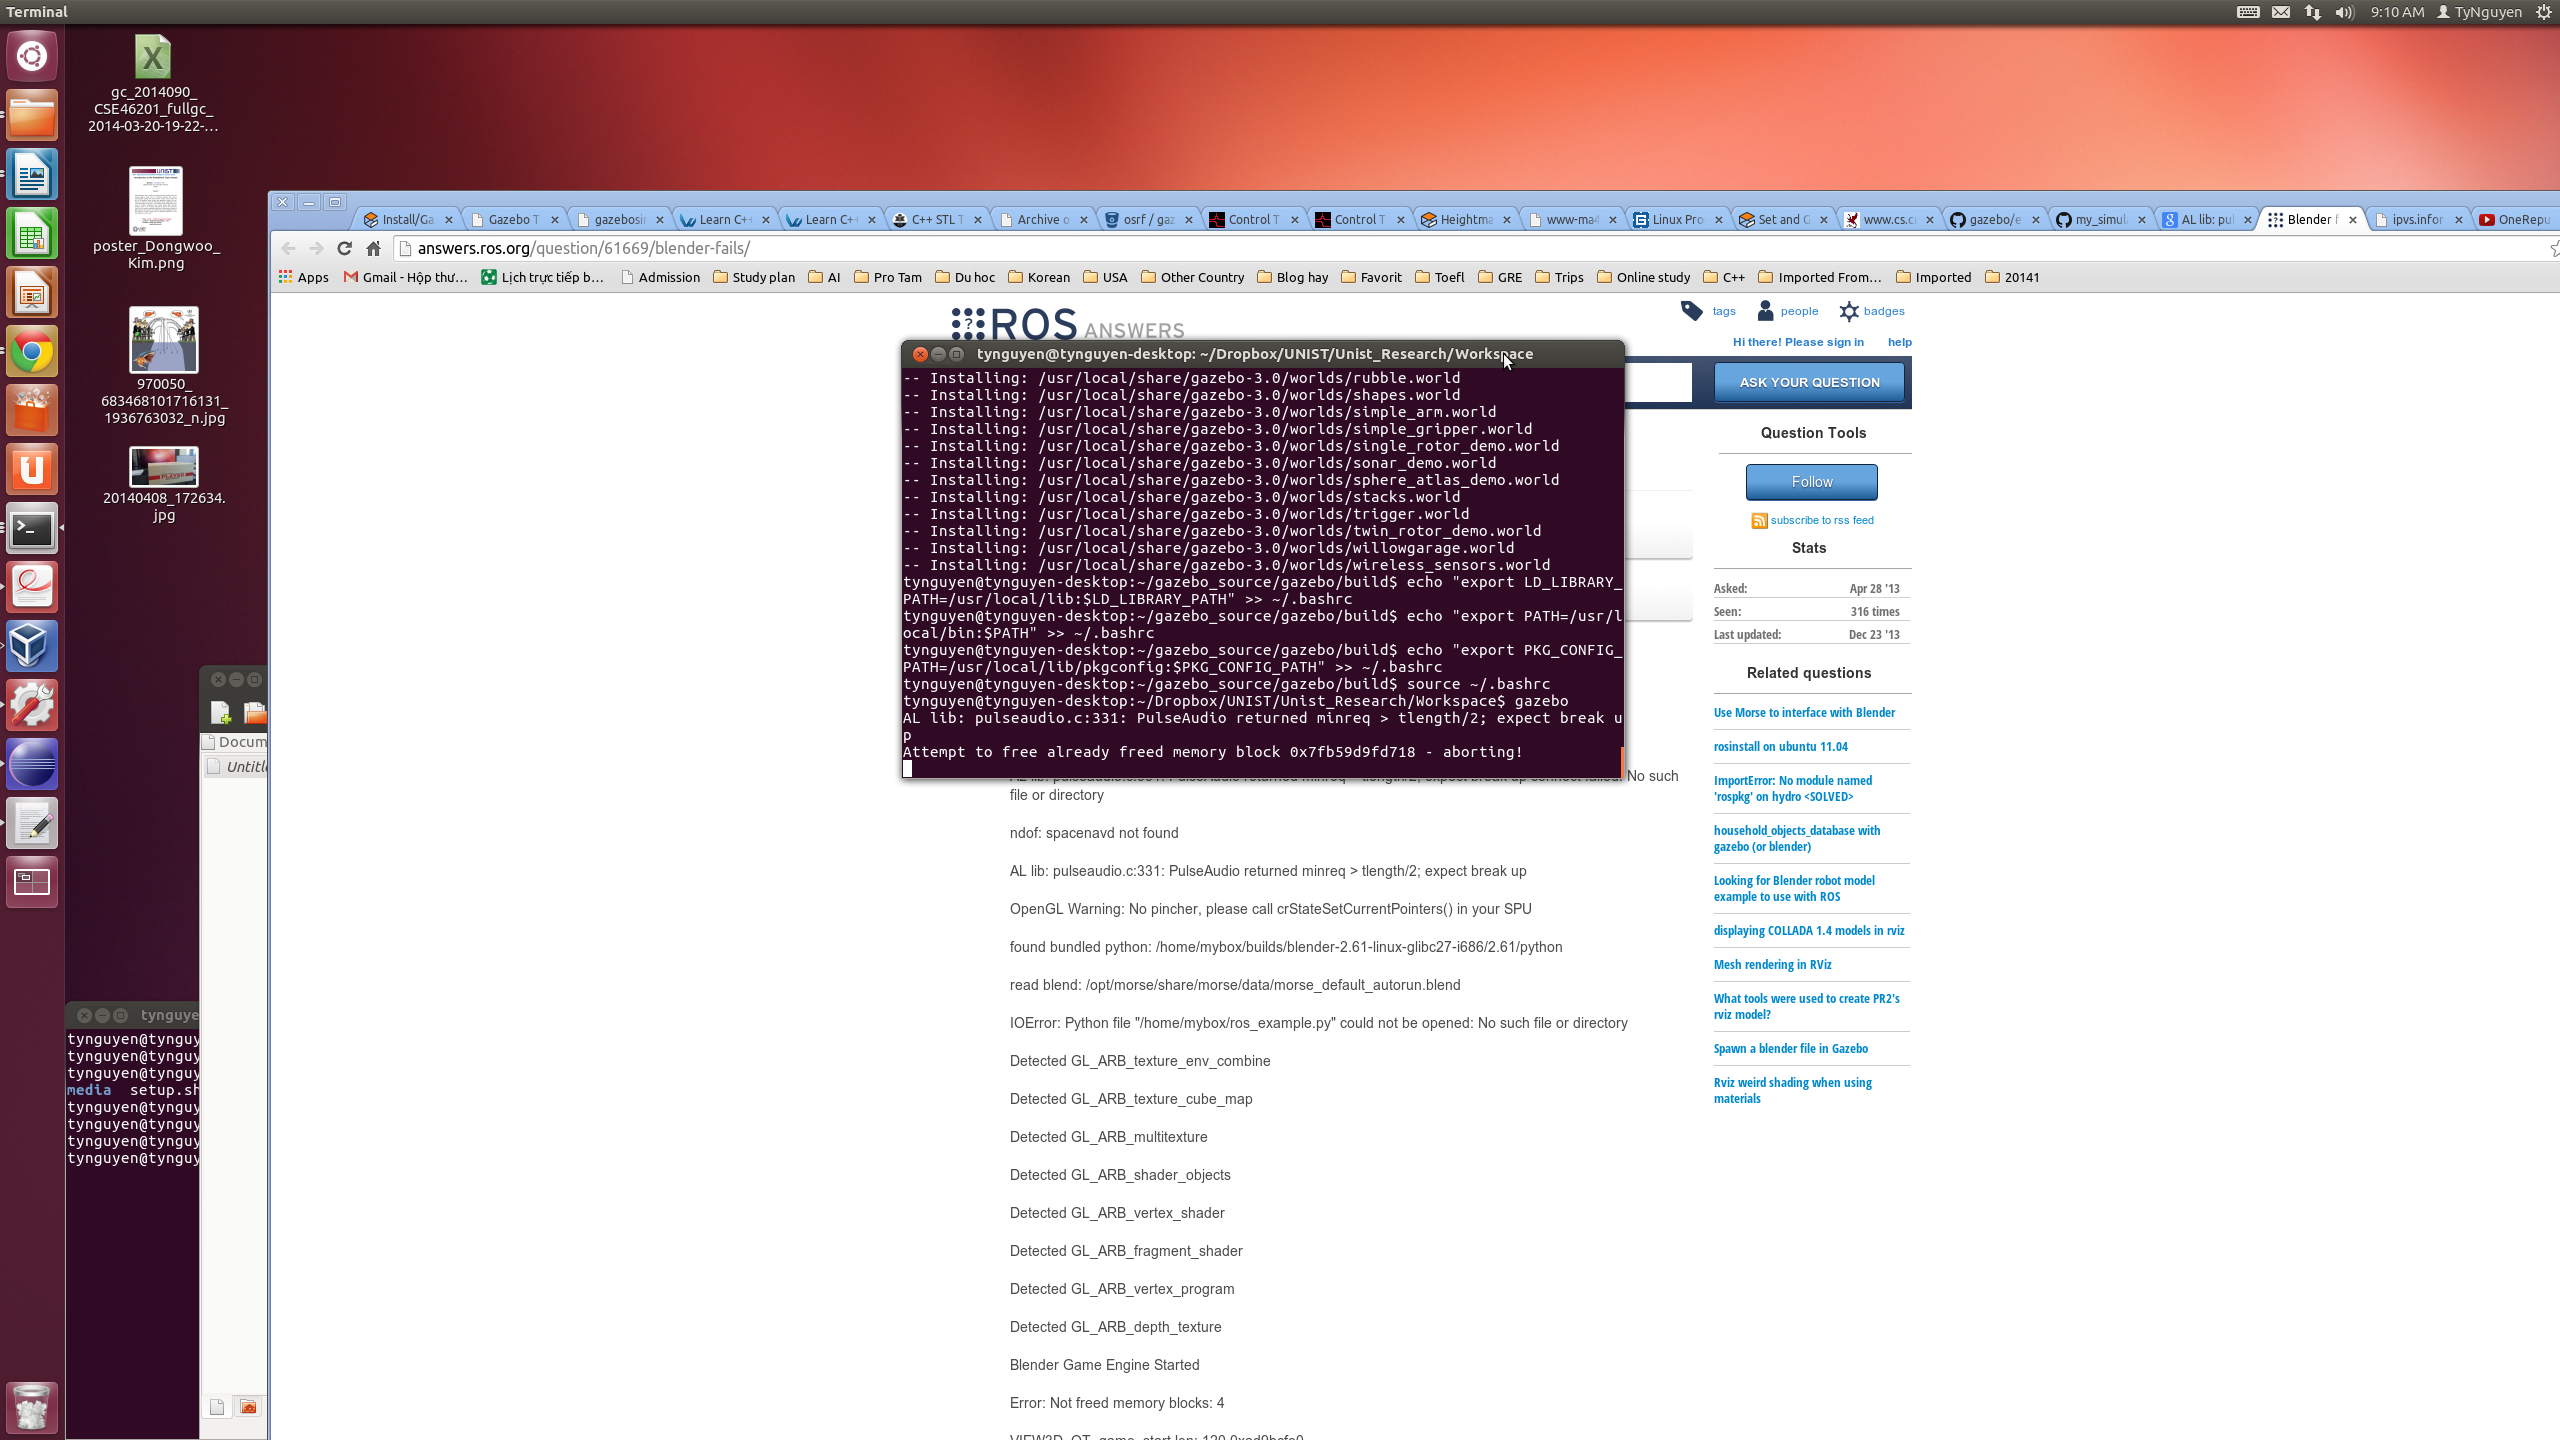 Terminal
9:10 AM TyNguyen
gc_2014090_
CSE46201_fullgc_
2014-03-20-19-22-…
poster_Dongwoo_
Kim.png
970050_
683468101716131_
1936763032_n.jpg
20140408_172634.
jpg
Install/Ga Gazebo T gazebosi Learn C+ Learn C+ C++ STL T Archive o osrf / gaz Control T Control T Heightma www-ma Linux Pro Set and G www.cs.c gazebo/e my_simul AL lib: pul Blender f ipvs.infor OneRepu
answers.ros.org/question/61669/blender-fails/
Apps Gmail - Hộp thư… Lịch trực tiếp b… Admission Study plan AI Pro Tam Du hoc Korean USA Other Country Blog hay Favorit Toefl GRE Trips Online study C++ Imported From… Imported 20141
ROS ANSWERS
tags people badges
Hi there! Please sign in help
ASK YOUR QUESTION
tynguyen@tynguyen-desktop: ~/Dropbox/UNIST/Unist_Research/Workspace
-- Installing: /usr/local/share/gazebo-3.0/worlds/rubble.world
-- Installing: /usr/local/share/gazebo-3.0/worlds/shapes.world
-- Installing: /usr/local/share/gazebo-3.0/worlds/simple_arm.world
-- Installing: /usr/local/share/gazebo-3.0/worlds/simple_gripper.world
-- Installing: /usr/local/share/gazebo-3.0/worlds/single_rotor_demo.world
-- Installing: /usr/local/share/gazebo-3.0/worlds/sonar_demo.world
-- Installing: /usr/local/share/gazebo-3.0/worlds/sphere_atlas_demo.world
-- Installing: /usr/local/share/gazebo-3.0/worlds/stacks.world
-- Installing: /usr/local/share/gazebo-3.0/worlds/trigger.world
-- Installing: /usr/local/share/gazebo-3.0/worlds/twin_rotor_demo.world
-- Installing: /usr/local/share/gazebo-3.0/worlds/willowgarage.world
-- Installing: /usr/local/share/gazebo-3.0/worlds/wireless_sensors.world
tynguyen@tynguyen-desktop:~/gazebo_source/gazebo/build$ echo "export LD_LIBRARY_
PATH=/usr/local/lib:$LD_LIBRARY_PATH" >> ~/.bashrc
tynguyen@tynguyen-desktop:~/gazebo_source/gazebo/build$ echo "export PATH=/usr/l
ocal/bin:$PATH" >> ~/.bashrc
tynguyen@tynguyen-desktop:~/gazebo_source/gazebo/build$ echo "export PKG_CONFIG_
PATH=/usr/local/lib/pkgconfig:$PKG_CONFIG_PATH" >> ~/.bashrc
tynguyen@tynguyen-desktop:~/gazebo_source/gazebo/build$ source ~/.bashrc
tynguyen@tynguyen-desktop:~/Dropbox/UNIST/Unist_Research/Workspace$ gazebo
AL lib: pulseaudio.c:331: PulseAudio returned minreq > tlength/2; expect break u
p
Attempt to free already freed memory block 0x7fb59d9fd718 - aborting!
No such
file or directory
ndof: spacenavd not found
AL lib: pulseaudio.c:331: PulseAudio returned minreq > tlength/2; expect break up
OpenGL Warning: No pincher, please call crStateSetCurrentPointers() in your SPU
found bundled python: /home/mybox/builds/blender-2.61-linux-glibc27-i686/2.61/python
read blend: /opt/morse/share/morse/data/morse_default_autorun.blend
IOError: Python file "/home/mybox/ros_example.py" could not be opened: No such file or directory
Detected GL_ARB_texture_env_combine
Detected GL_ARB_texture_cube_map
Detected GL_ARB_multitexture
Detected GL_ARB_shader_objects
Detected GL_ARB_vertex_shader
Detected GL_ARB_fragment_shader
Detected GL_ARB_vertex_program
Detected GL_ARB_depth_texture
Blender Game Engine Started
Error: Not freed memory blocks: 4
Question Tools
Follow
subscribe to rss feed
Stats
Asked: Apr 28 '13
Seen: 316 times
Last updated: Dec 23 '13
Related questions
Use Morse to interface with Blender
rosinstall on ubuntu 11.04
ImportError: No module named
'rospkg' on hydro <SOLVED>
household_objects_database with
gazebo (or blender)
Looking for Blender robot model
example to use with ROS
displaying COLLADA 1.4 models in rviz
Mesh rendering in RViz
What tools were used to create PR2's
rviz model?
Spawn a blender file in Gazebo
Rviz weird shading when using
materials
Docum
Untitl
tynguye
tynguyen@tynguy
tynguyen@tynguy
tynguyen@tynguy
media setup.sh
tynguyen@tynguy
tynguyen@tynguy
tynguyen@tynguy
tynguyen@tynguy